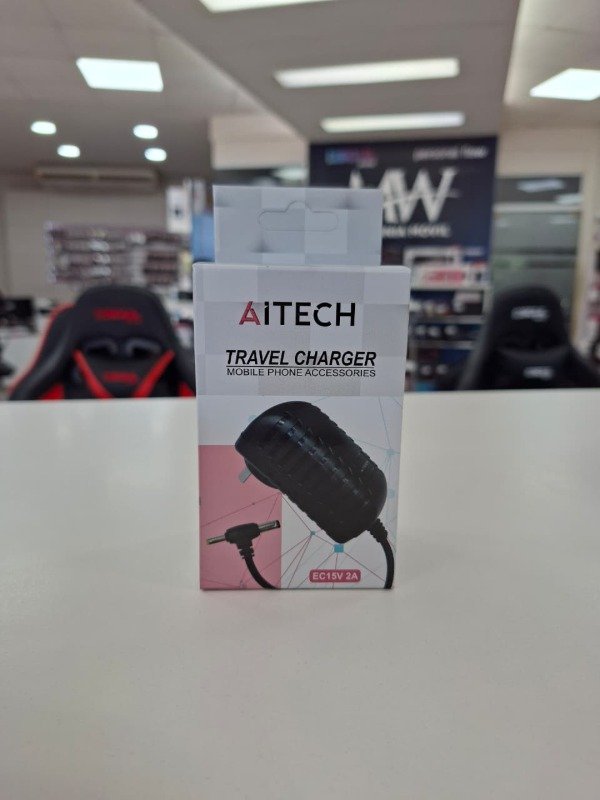 AiTECH
TRAVEL CHARGER
MOBILE PHONE ACCESSORIES
EC15V 2A